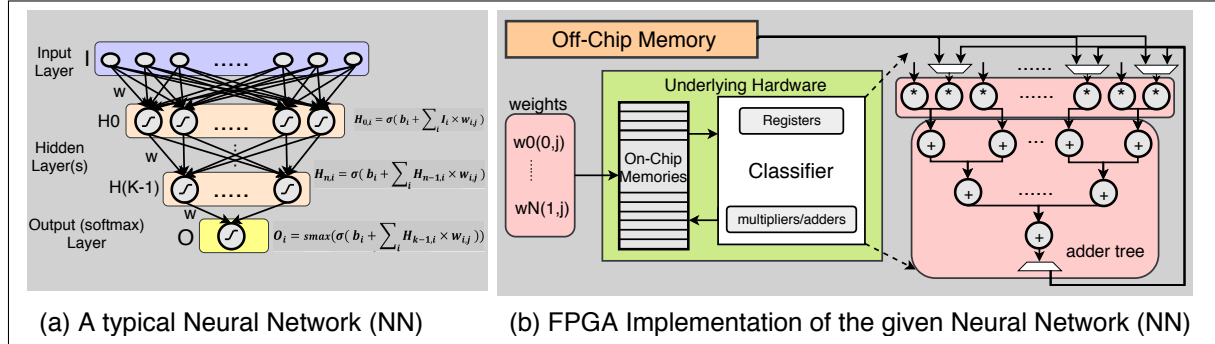 Input
Layer
I
.....
w
H0
.....
H₀,ᵢ = σ( bᵢ + ∑ᵢ Iᵢ × wᵢ,ⱼ)
w
Hidden
Layer(s)
H(K-1)
.....
Hₙ,ᵢ = σ( bᵢ + ∑ᵢ Hₙ₋₁,ᵢ × wᵢ,ⱼ)
w
Output (softmax)
Layer
O
Oᵢ = smax(σ( bᵢ + ∑ᵢ Hₖ₋₁,ᵢ × wᵢ,ⱼ))
(a) A typical Neural Network (NN)
Off-Chip Memory
Underlying Hardware
weights
w0(0,j)
......
wN(1,j)
On-Chip
Memories
Registers
Classifier
multipliers/adders
......
* * * ...... * * *
+ + ... + +
+ +
+
adder tree
(b) FPGA Implementation of the given Neural Network (NN)